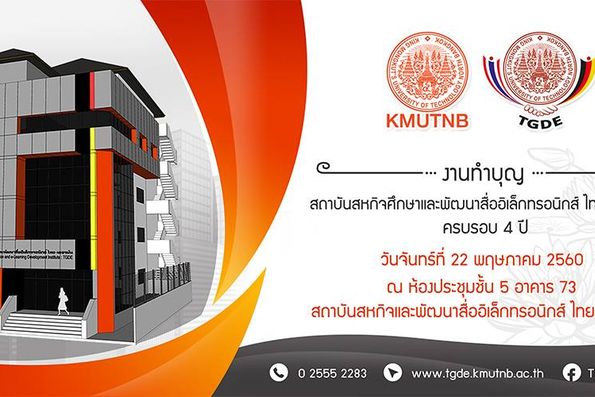 KMUTNB
TGDE
งานทำบุญ
สถาบันสหกิจศึกษาและพัฒนาสื่ออิเล็กทรอนิกส์ ไท
ครบรอบ 4 ปี
วันจันทร์ที่ 22 พฤษภาคม 2560
ณ ห้องประชุมชั้น 5 อาคาร 73
สถาบันสหกิจและพัฒนาสื่ออิเล็กทรอนิกส์ ไทย
0 2555 2283
www.tgde.kmutnb.ac.th
T